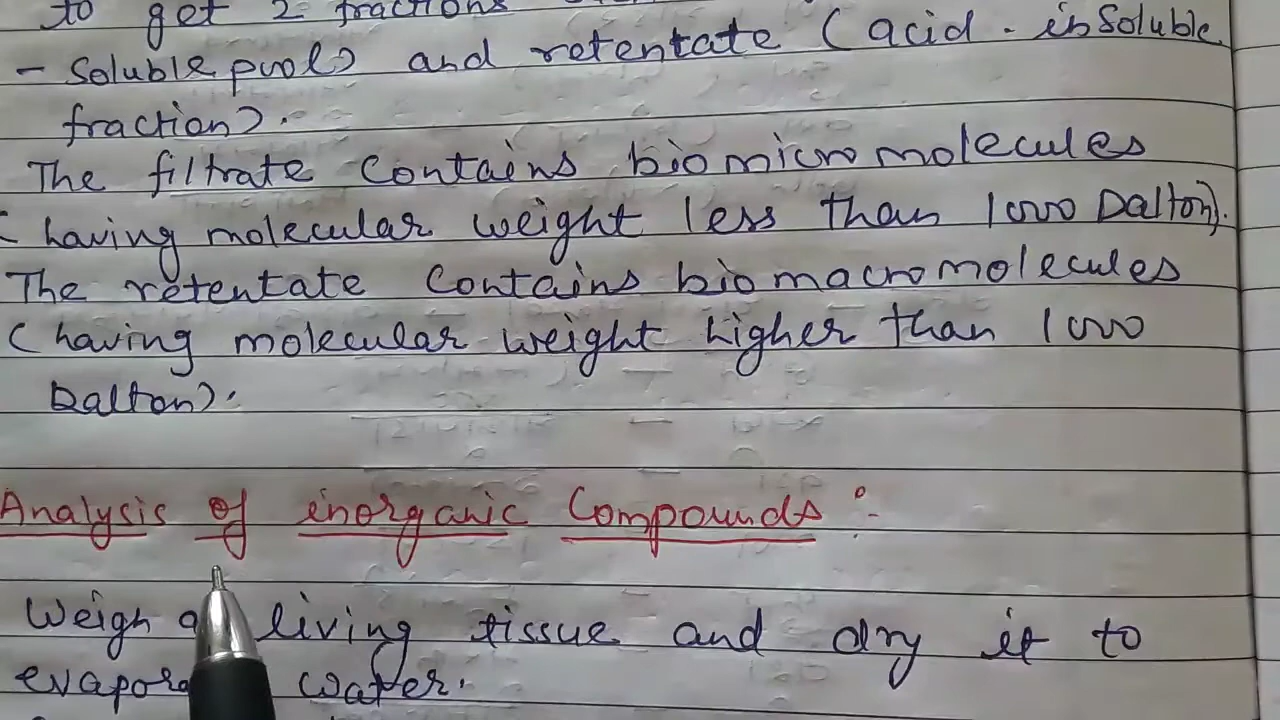 to get 2 fractions
- Soluble pool) and retentate (acid - insoluble
fraction).
The filtrate contains biomicromolecules
- having molecular weight less than 1000 Dalton).
The retentate contains biomacromolecules
(having molecular weight higher than 1000
Dalton).
Analysis of inorganic Compounds :-
Weigh a living tissue and dry it to
water.